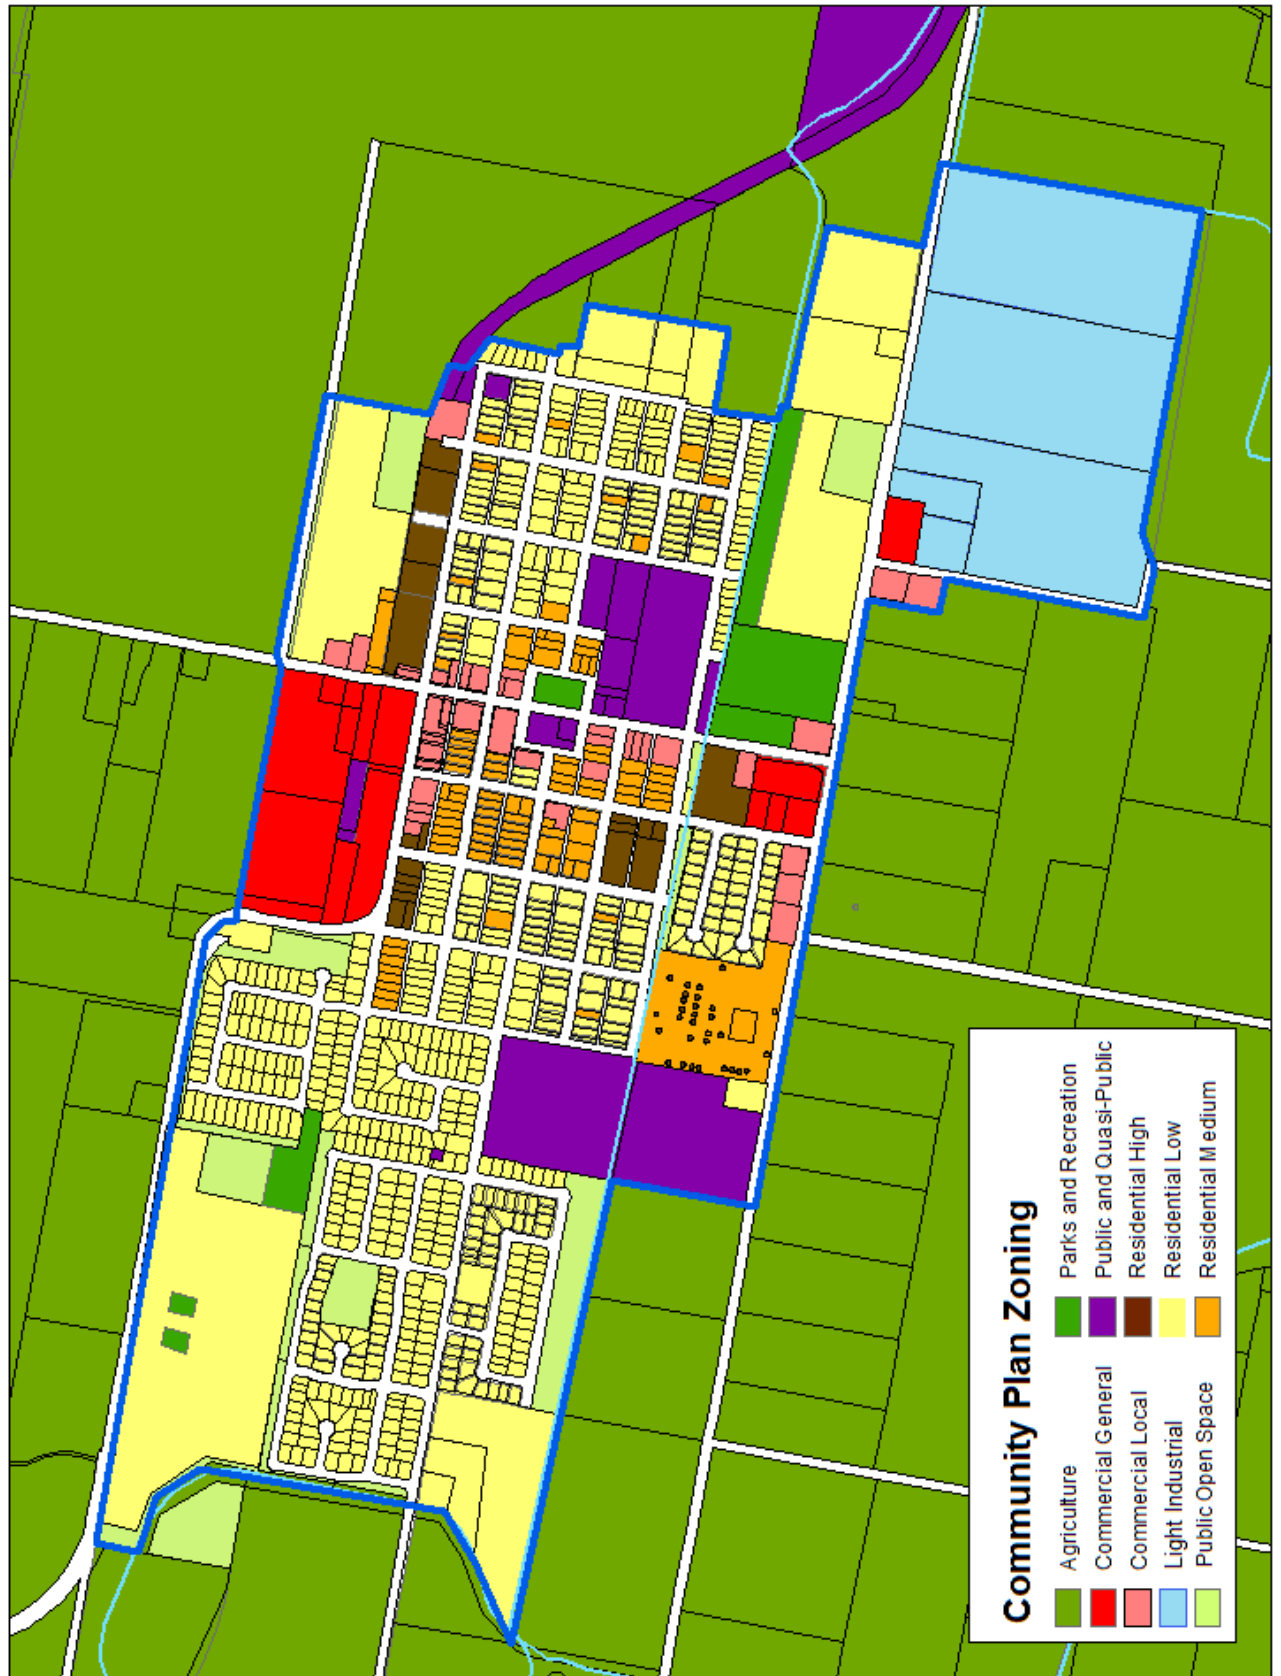 Community Plan Zoning
Agriculture
Commercial General
Commercial Local
Light Industrial
Public Open Space
Parks and Recreation
Public and Quasi-Public
Residential High
Residential Low
Residential Medium